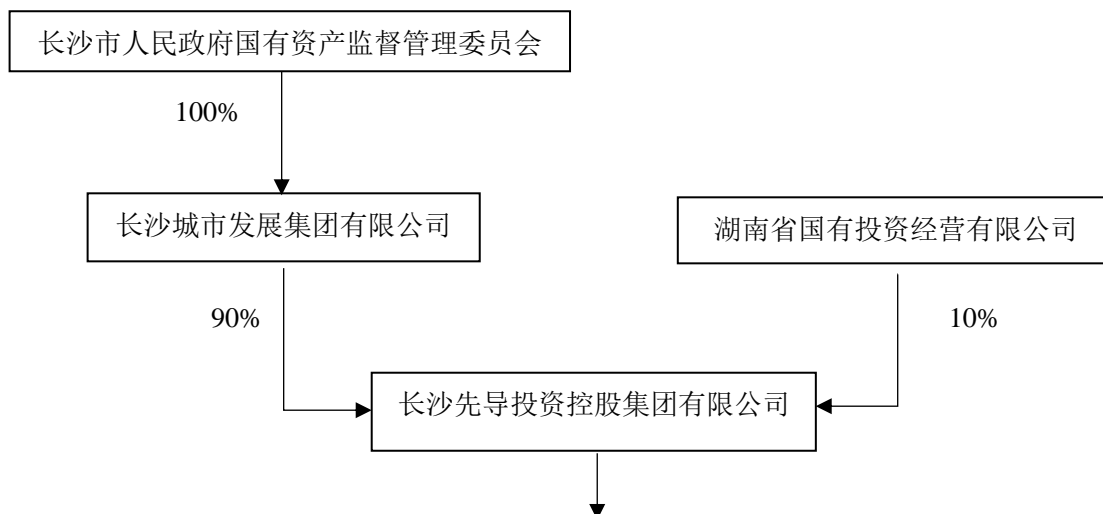 长沙市人民政府国有资产监督管理委员会
100%
长沙城市发展集团有限公司
湖南省国有投资经营有限公司
90%
10%
长沙先导投资控股集团有限公司